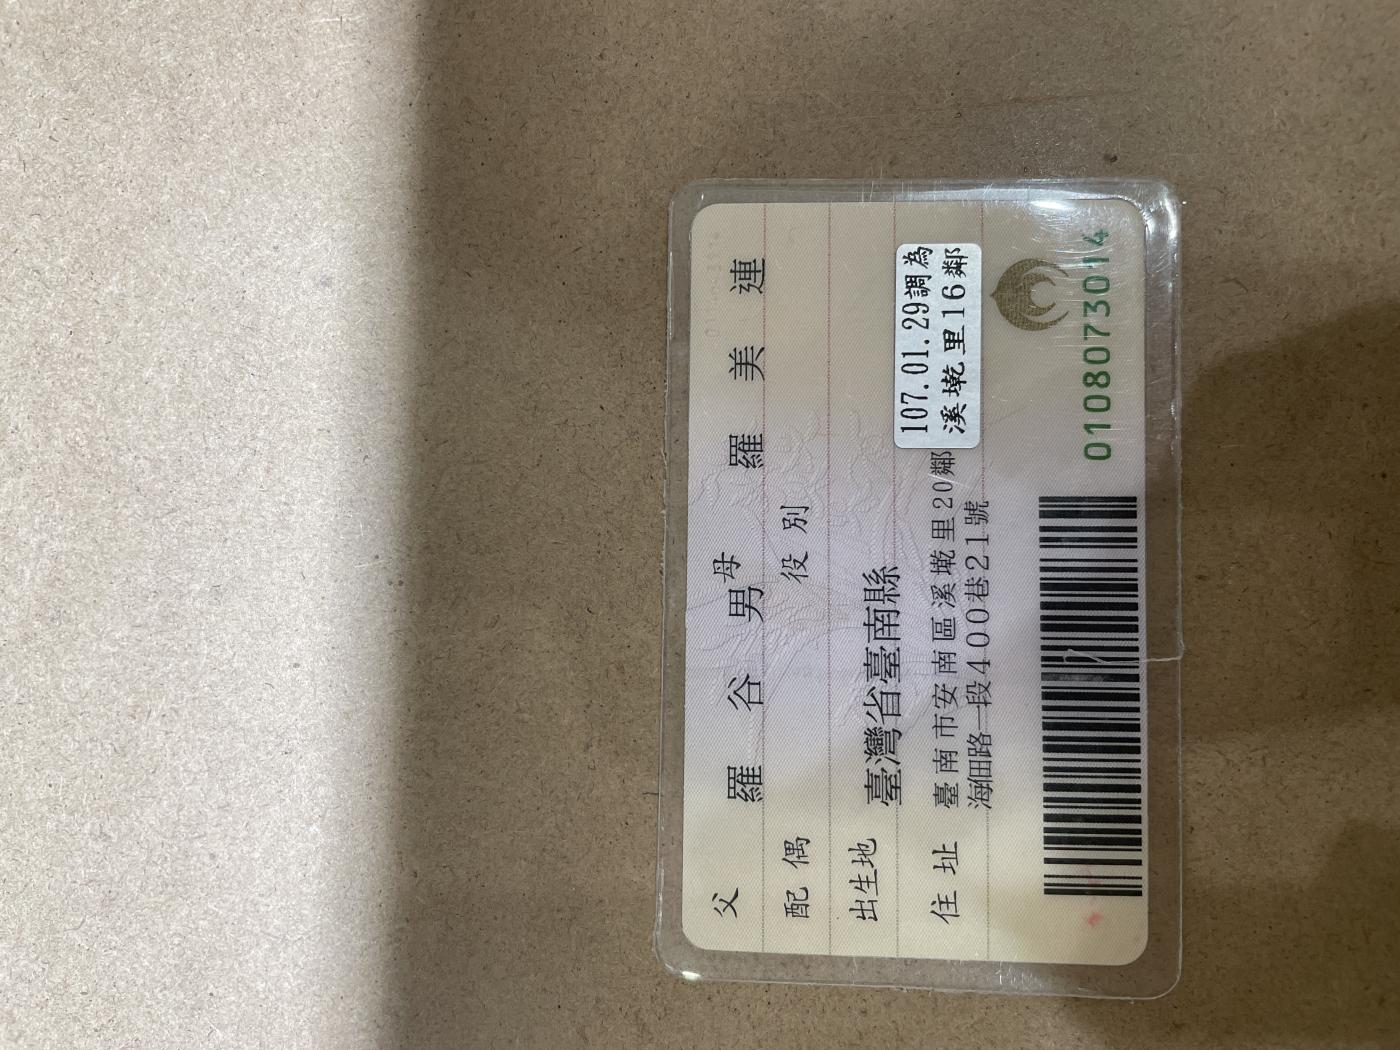 父 羅谷男 母 羅美連
配偶 役別
出生地 臺灣省臺南縣
住址 臺南市安南區溪墘里20鄰
海佃路一段400巷21號
107.01.29調為
溪墘里16鄰
0108073014